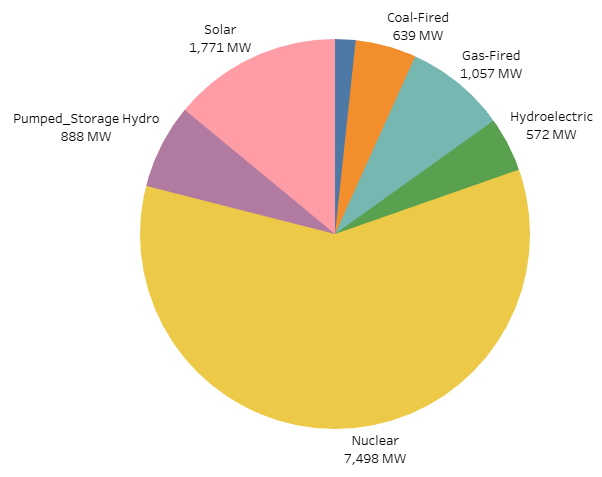 Coal-Fired
639 MW
Solar
1,771 MW
Gas-Fired
1,057 MW
Hydroelectric
572 MW
Pumped_Storage Hydro
888 MW
Nuclear
7,498 MW